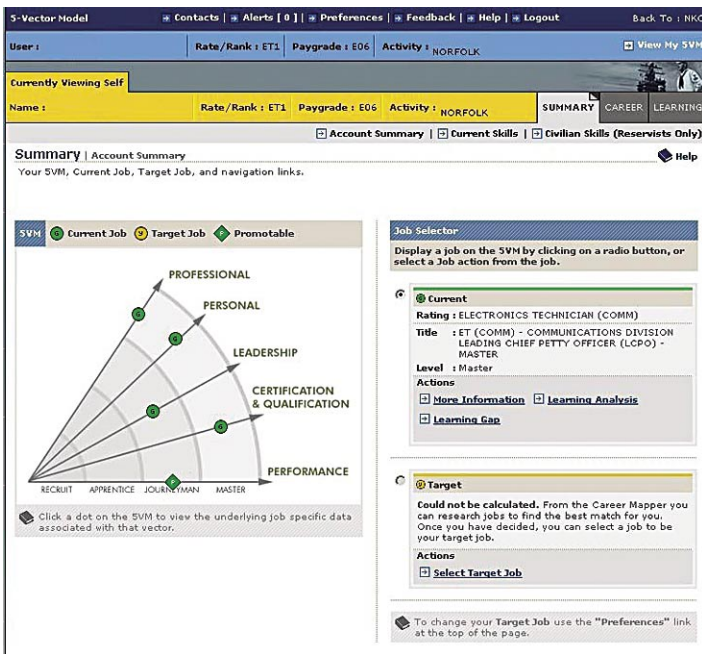 5-Vector Model
Contacts | Alerts [ 0 ] | Preferences | Feedback | Help | Logout
Back To : NKO
User :
Rate/Rank : ET1
Paygrade : E06
Activity : NORFOLK
View My 5VM
Currently Viewing Self
Name :
Rate/Rank : ET1
Paygrade : E06
Activity : NORFOLK
SUMMARY
CAREER
LEARNING
Account Summary | Current Skills | Civilian Skills (Reservists Only)
Summary | Account Summary
Help
Your 5VM, Current Job, Target Job, and navigation links.
5VM
G Current Job
Y Target Job
P Promotable
PROFESSIONAL
G
PERSONAL
G
LEADERSHIP
G
CERTIFICATION
& QUALIFICATION
G
PERFORMANCE
P
RECRUIT
APPRENTICE
JOURNEYMAN
MASTER
Click a dot on the 5VM to view the underlying job specific data
associated with that vector.
Job Selector
Display a job on the 5VM by clicking on a radio button, or
select a Job action from the job.
Current
Rating : ELECTRONICS TECHNICIAN (COMM)
Title : ET (COMM) - COMMUNICATIONS DIVISION
LEADING CHIEF PETTY OFFICER (LCPO) -
MASTER
Level : Master
Actions
More Information
Learning Analysis
Learning Gap
Target
Could not be calculated. From the Career Mapper you
can research jobs to find the best match for you.
Once you have decided, you can select a job to be
your target job.
Actions
Select Target Job
To change your Target Job use the "Preferences" link
at the top of the page.